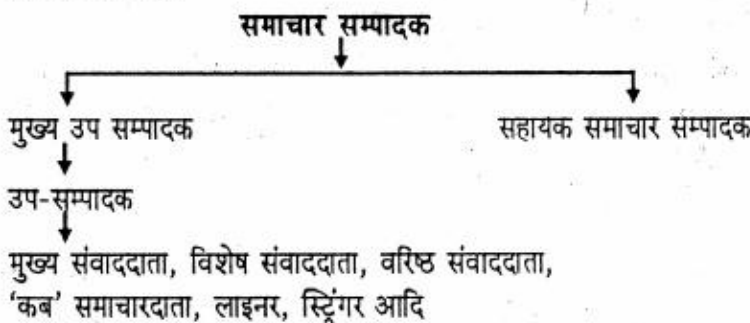 समाचार सम्पादक
मुख्य उप सम्पादक
सहायक समाचार सम्पादक
उप-सम्पादक
मुख्य संवाददाता, विशेष संवाददाता, वरिष्ठ संवाददाता,
'कब' समाचारदाता, लाइनर, स्ट्रिंगर आदि